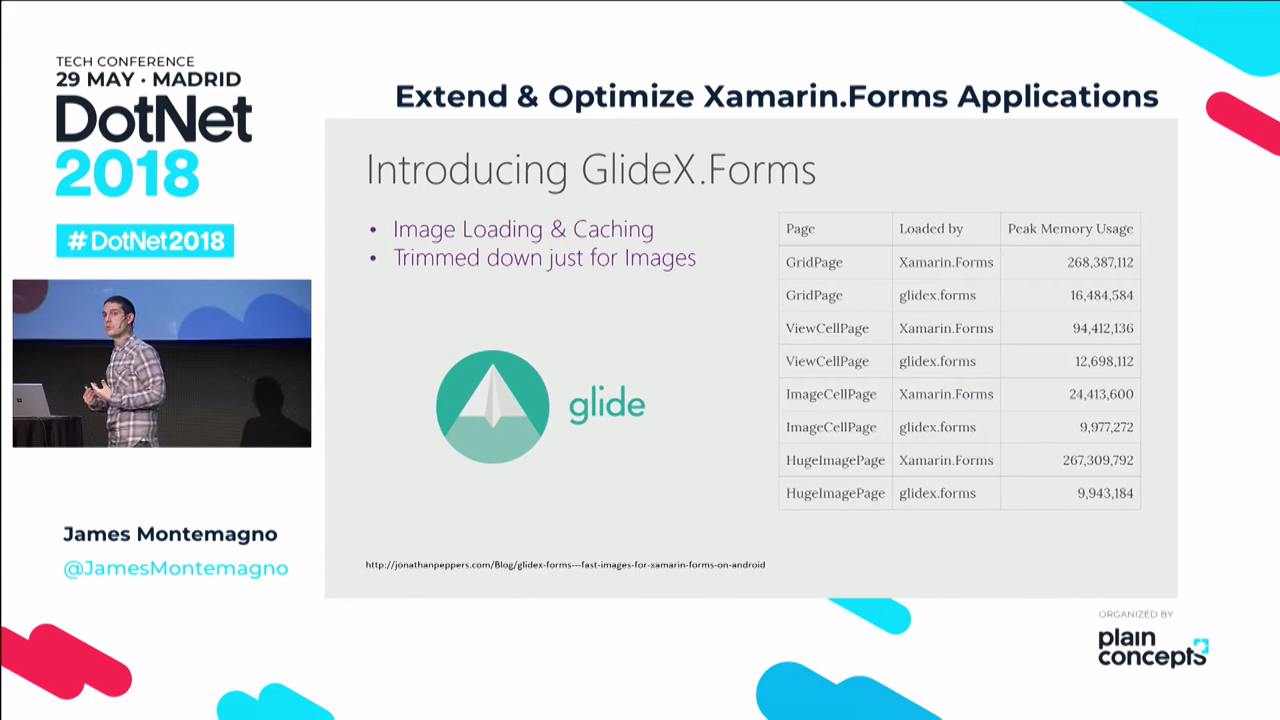 TECH CONFERENCE
29 MAY · MADRID
DotNet
2018
#DotNet2018
James Montemagno
@JamesMontemagno
Extend & Optimize Xamarin.Forms Applications
Introducing GlideX.Forms
• Image Loading & Caching
• Trimmed down just for Images
glide
Page Loaded by Peak Memory Usage
GridPage Xamarin.Forms 268,387,112
GridPage glidex.forms 16,484,584
ViewCellPage Xamarin.Forms 94,412,136
ViewCellPage glidex.forms 12,698,112
ImageCellPage Xamarin.Forms 24,413,600
ImageCellPage glidex.forms 9,977,272
HugeImagePage Xamarin.Forms 267,309,792
HugeImagePage glidex.forms 9,943,184
http://jonathanpeppers.com/Blog/glidex-forms---fast-images-for-xamarin-forms-on-android
ORGANIZED BY
plain
concepts